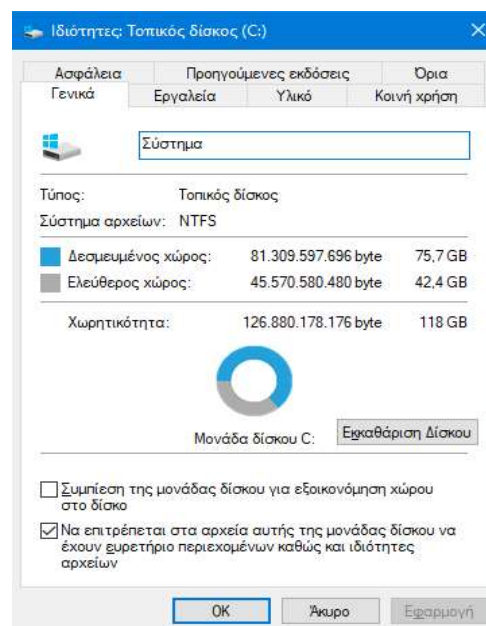 Ιδιότητες: Τοπικός δίσκος (C:)
Ασφάλεια Προηγούμενες εκδόσεις Όρια
Γενικά Εργαλεία Υλικό Κοινή χρήση
Σύστημα
Τύπος: Τοπικός δίσκος
Σύστημα αρχείων: NTFS
Δεσμευμένος χώρος: 81.309.597.696 byte 75,7 GB
Ελεύθερος χώρος: 45.570.580.480 byte 42,4 GB
Χωρητικότητα: 126.880.178.176 byte 118 GB
Μονάδα δίσκου C: Εκκαθάριση Δίσκου
Συμπίεση της μονάδας δίσκου για εξοικονόμηση χώρου
στο δίσκο
Να επιτρέπεται στα αρχεία αυτής της μονάδας δίσκου να
έχουν ευρετήριο περιεχομένων καθώς και ιδιότητες
αρχείων
OK Άκυρο Εφαρμογή